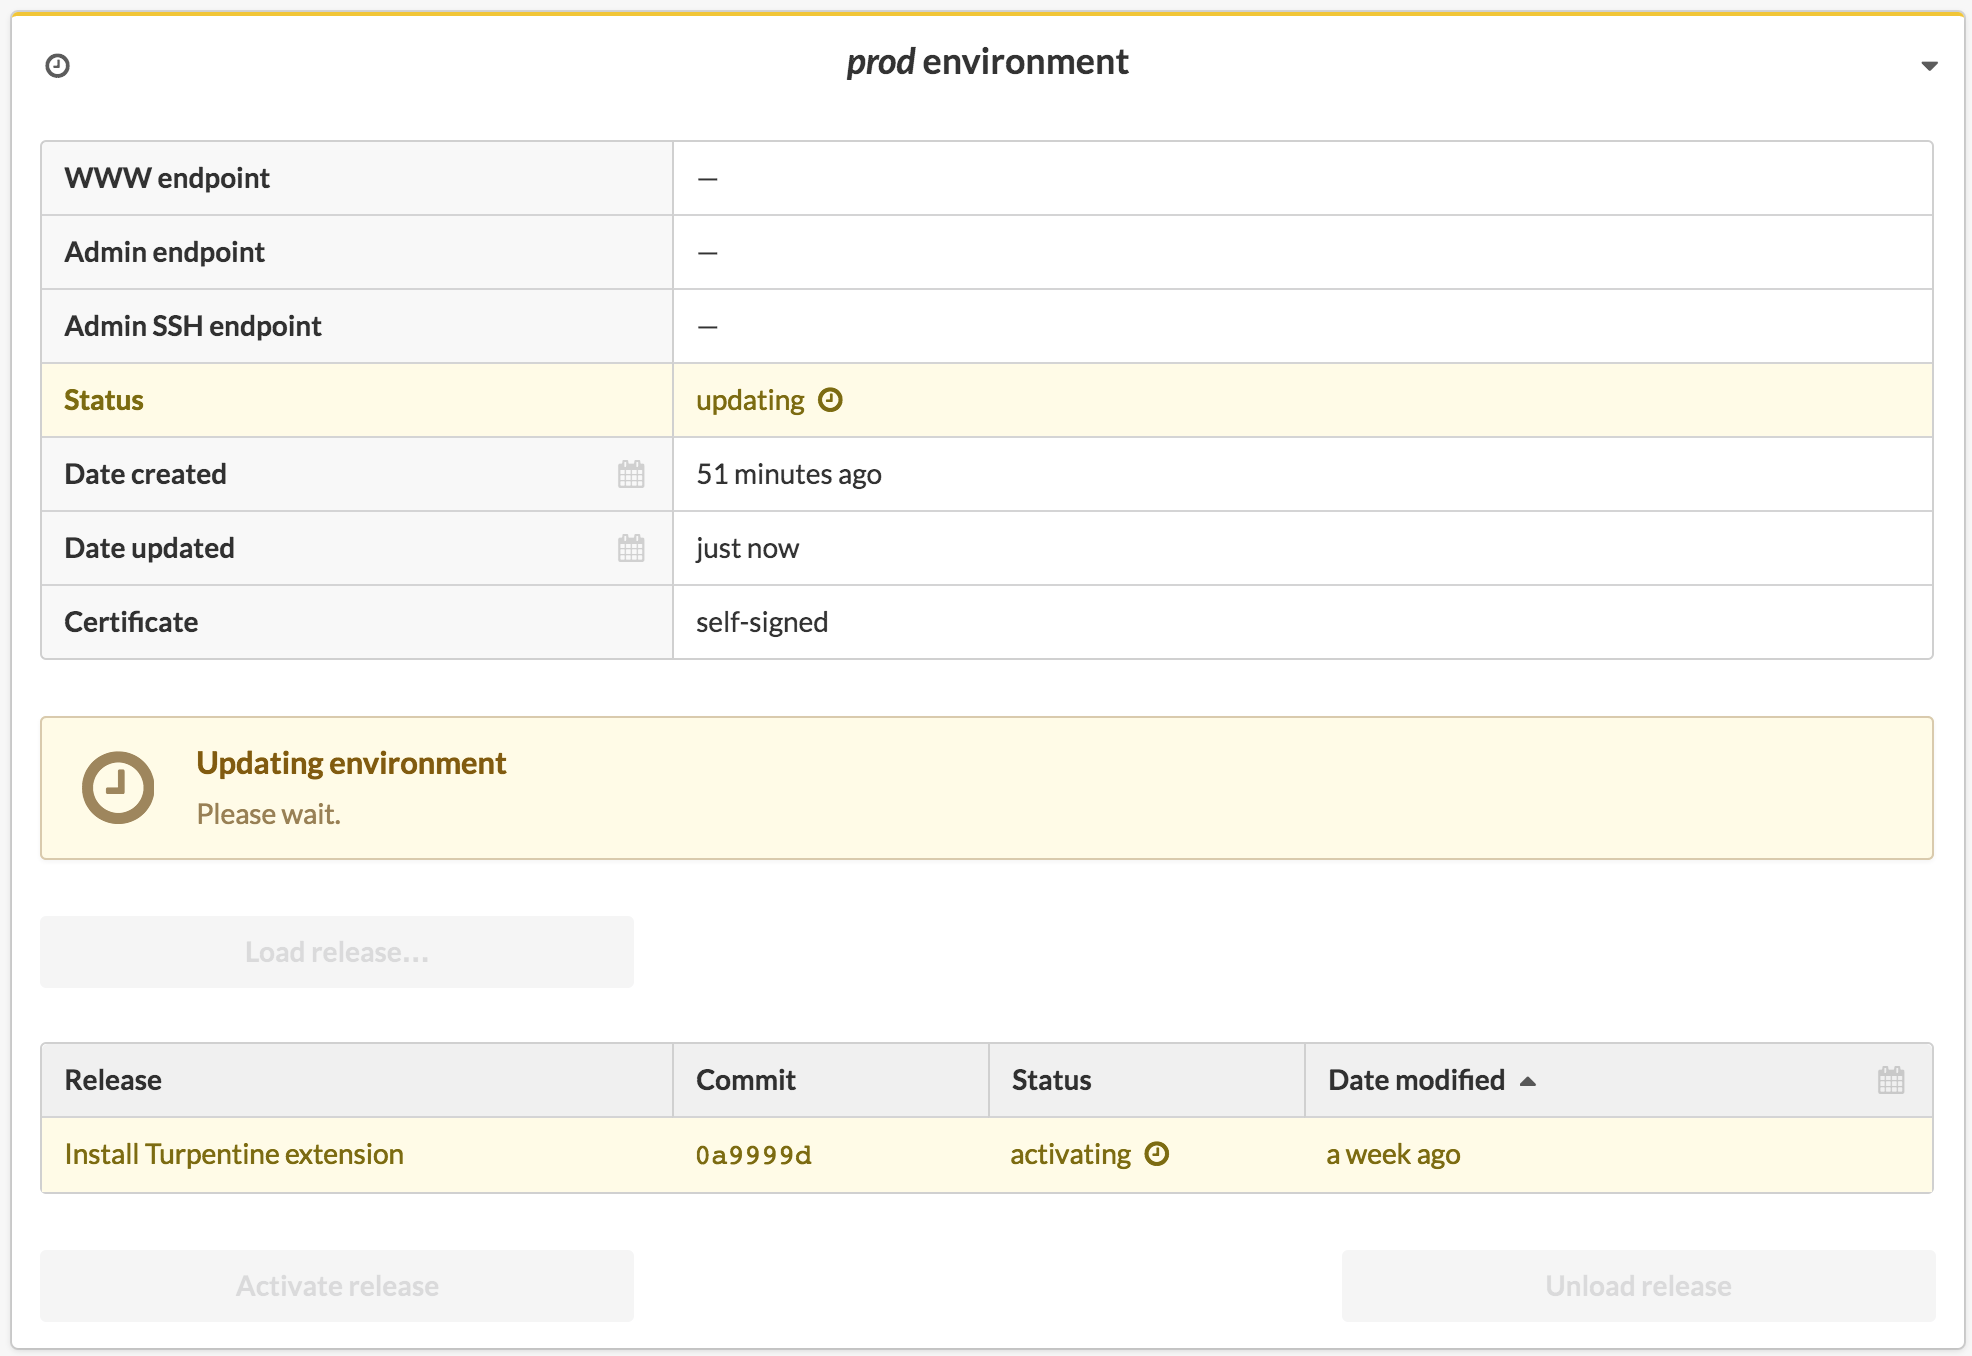 prod environment
WWW endpoint —
Admin endpoint —
Admin SSH endpoint —
Status updating
Date created 51 minutes ago
Date updated just now
Certificate self-signed
Updating environment
Please wait.
Load release...
Release Commit Status Date modified
Install Turpentine extension 0a9999d activating a week ago
Activate release Unload release